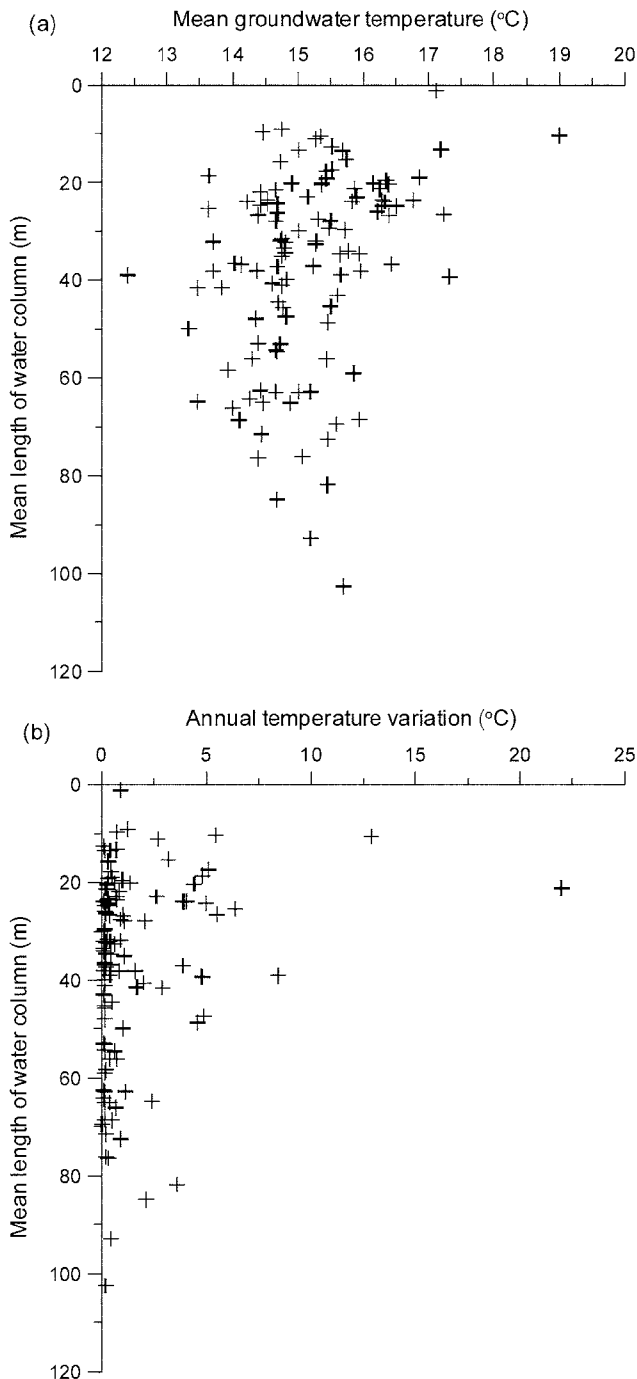 (a)
Mean groundwater temperature (°C)
12 13 14 15 16 17 18 19 20
0
20
40
60
80
100
120
Mean length of water column (m)
(b)
Annual temperature variation (°C)
0 5 10 15 20 25
0
20
40
60
80
100
120
Mean length of water column (m)